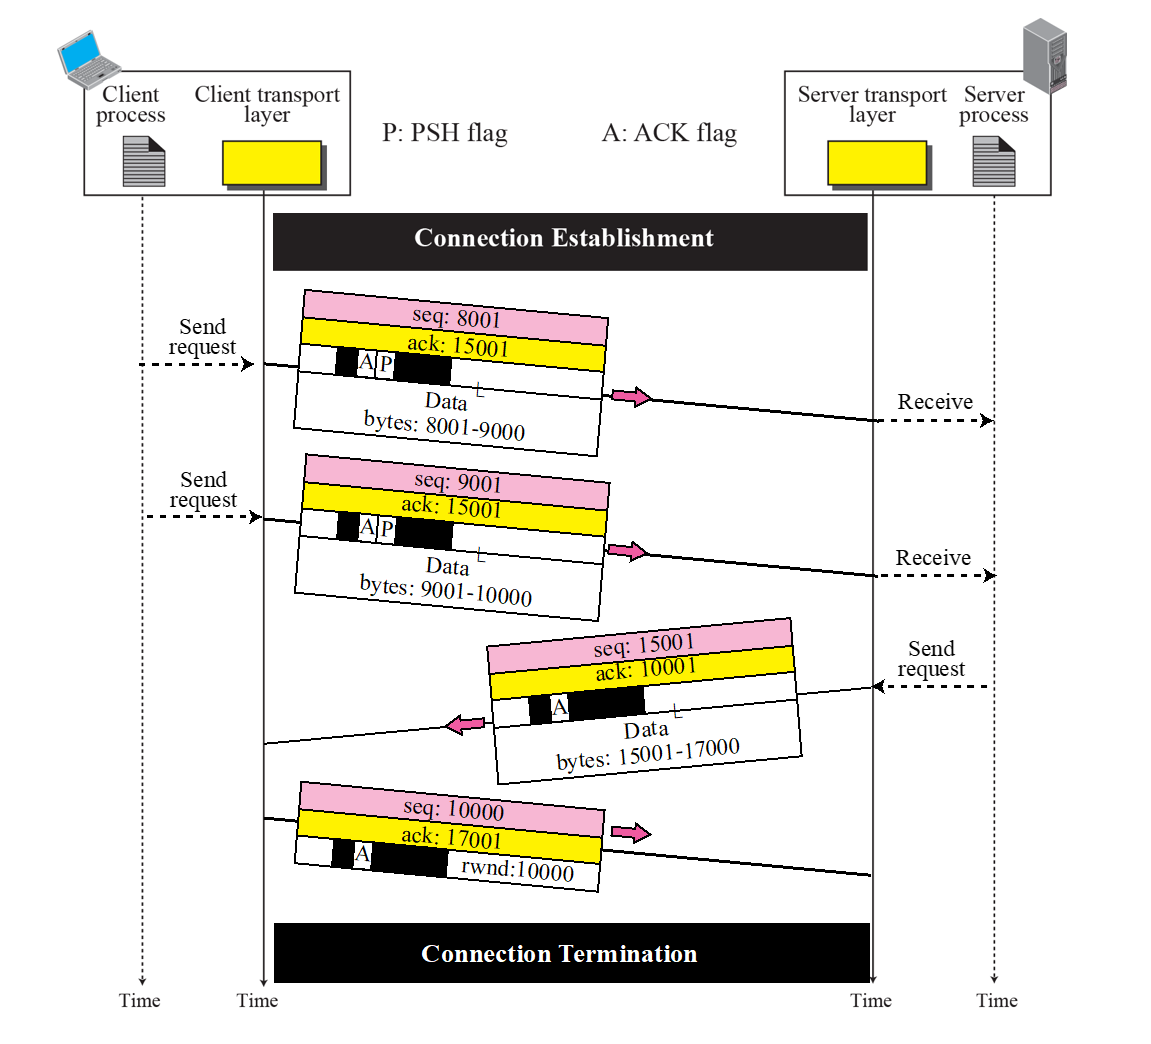 Client
process
Client transport
layer
P: PSH flag
A: ACK flag
Server transport
layer
Server
process
Connection Establishment
Send
request
seq: 8001
ack: 15001
A P
Data
bytes: 8001-9000
Receive
Send
request
seq: 9001
ack: 15001
A P
Data
bytes: 9001-10000
Receive
Send
request
seq: 15001
ack: 10001
A
Data
bytes: 15001-17000
seq: 10000
ack: 17001
A
rwnd:10000
Connection Termination
Time
Time
Time
Time